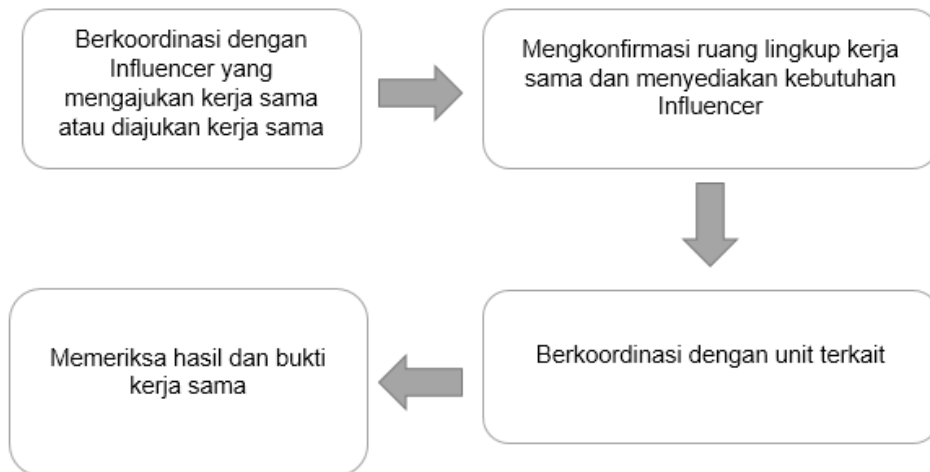 Berkoordinasi dengan
Influencer yang
mengajukan kerja sama
atau diajukan kerja sama
Mengkonfirmasi ruang lingkup kerja
sama dan menyediakan kebutuhan
Influencer
Berkoordinasi dengan unit terkait
Memeriksa hasil dan bukti
kerja sama